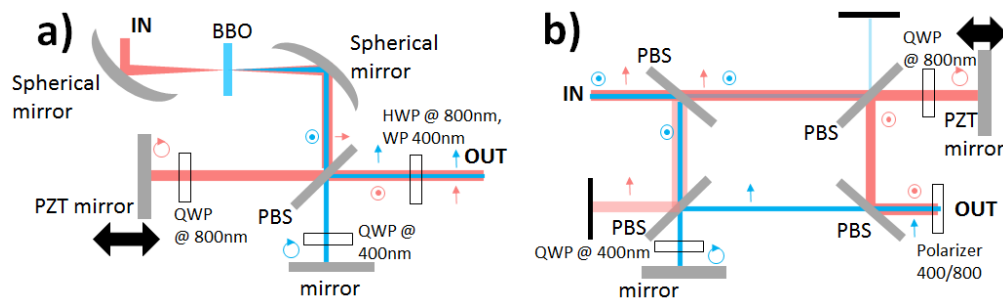 a)
IN
BBO
Spherical
mirror
Spherical
mirror
HWP @ 800nm,
WP 400nm
OUT
PZT mirror
QWP
@ 800nm
PBS
QWP @
400nm
mirror
b)
IN
PBS
QWP
@ 800nm
PBS
PZT
mirror
PBS
QWP @ 400nm
mirror
PBS
OUT
Polarizer
400/800